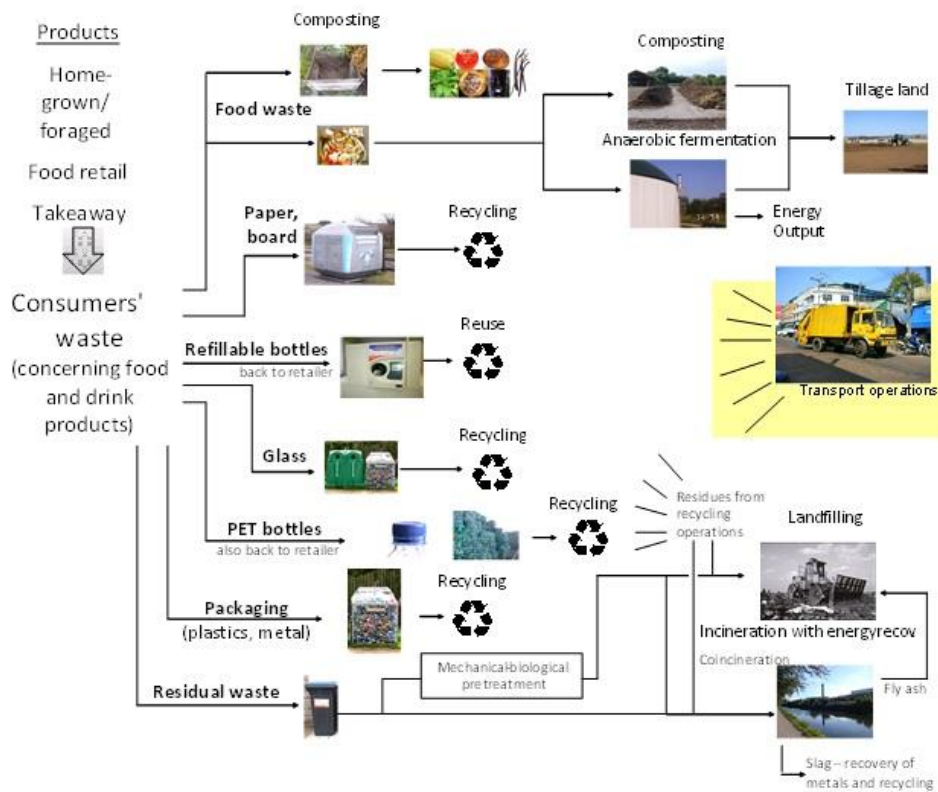 Products
Home-
grown/
foraged
Food retail
Takeaway
Consumers'
waste
(concerning food
and drink
products)
Composting
Food waste
Composting
Anaerobic fermentation
Tillage land
Energy
Output
Paper,
board
Recycling
Refillable bottles
back to retailer
Reuse
Transport operations
Glass
Recycling
PET bottles
also back to retailer
Recycling
Residues from
recycling
operations
Landfilling
Packaging
(plastics, metal)
Recycling
Incineration with energyrecov.
Coincineration
Mechanical-biological
pretreatment
Fly ash
Residual waste
Slag – recovery of
metals and recycling